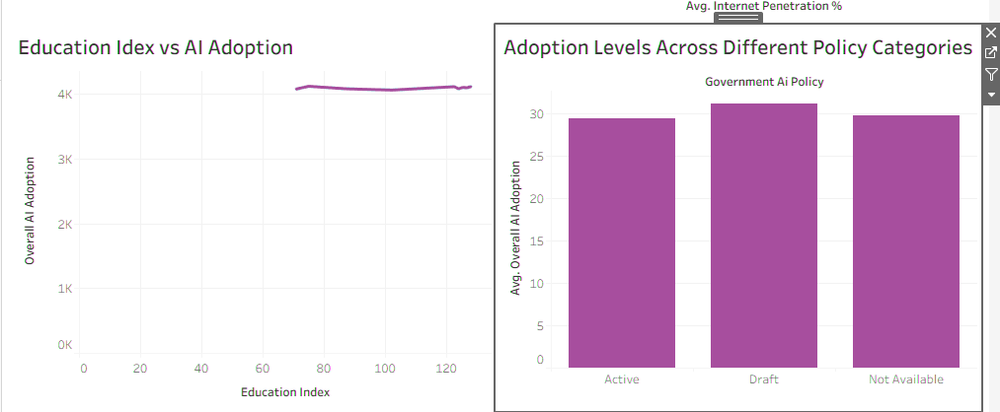 Avg. Internet Penetration %
Education Idex vs AI Adoption
Overall AI Adoption
4K
3K
2K
1K
0K
0 20 40 60 80 100 120
Education Index
Adoption Levels Across Different Policy Categories
Government Ai Policy
Avg. Overall AI Adoption
30
25
20
15
10
5
0
Active Draft Not Available